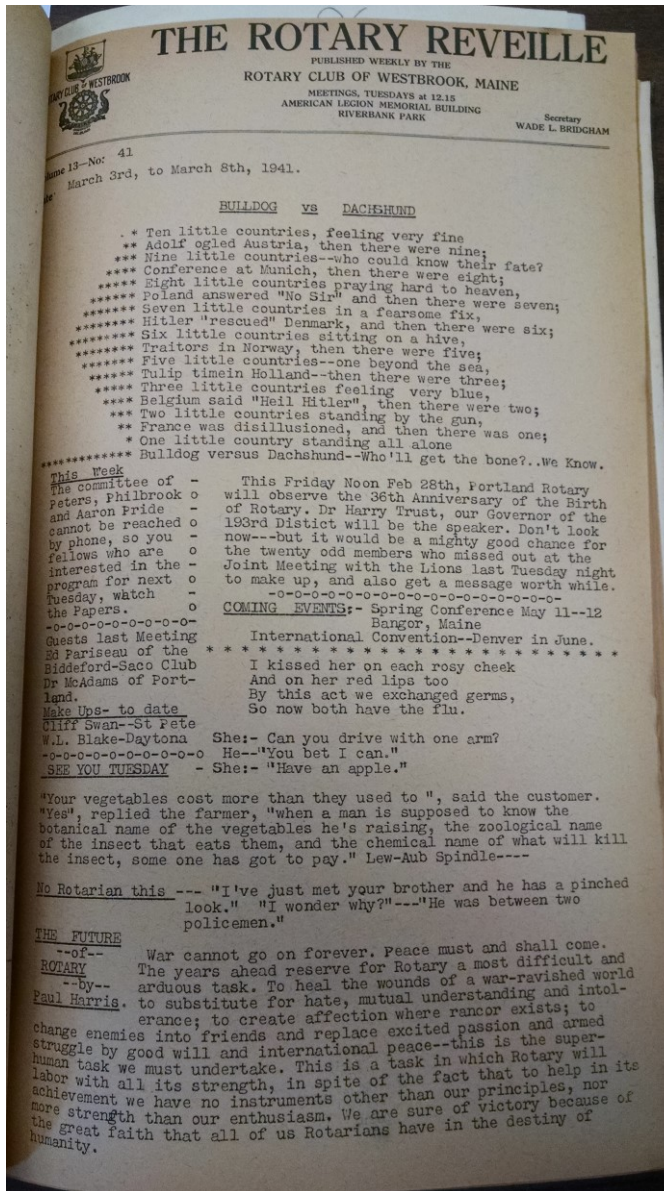 THE ROTARY REVEILLE
PUBLISHED WEEKLY BY THE
ROTARY CLUB OF WESTBROOK, MAINE
MEETINGS, TUESDAYS at 12.15
AMERICAN LEGION MEMORIAL BUILDING
RIVERBANK PARK
Secretary
WADE L. BRIDGHAM
ROTARY CLUB of WESTBROOK
Volume 13—No: 41
March 3rd, to March 8th, 1941.
BULLDOG vs DACHSHUND
. * Ten little countries, feeling very fine
** Adolf ogled Austria, then there were nine;
*** Nine little countries--who could know their fate?
**** Conference at Munich, then there were eight;
***** Eight little countries praying hard to heaven,
****** Poland answered "No Sir" and then there were seven;
******* Seven little countries in a fearsome fix,
******** Hitler "rescued" Denmark, and then there were six;
********* Six little countries sitting on a hive,
******** Traitors in Norway, then there were five;
******* Five little countries--one beyond the sea,
****** Tulip timein Holland--then there were three;
***** Three little countries feeling very blue,
**** Belgium said "Heil Hitler", then there were two;
*** Two little countries standing by the gun,
** France was disillusioned, and then there was one;
* One little country standing all alone
************* Bulldog versus Dachshund--Who'll get the bone?..We Know.
This Week
The committee of -
Peters, Philbrook o
and Aaron Pride -
cannot be reached o
by phone, so you -
fellows who are o
interested in the -
program for next o
Tuesday, watch -
the Papers. o
-o-o-o-o-o-o-o-o-
Guests last Meeting
Ed Pariseau of the
Biddeford-Saco Club
Dr McAdams of Port-
land.
Make Ups- to date
Cliff Swan--St Pete
W.L. Blake-Daytona
-o-o-o-o-o-o-o-o-o
SEE YOU TUESDAY -
This Friday Noon Feb 28th, Portland Rotary
will observe the 36th Anniversary of the Birth
of Rotary. Dr Harry Trust, our Governor of the
193rd Distict will be the speaker. Don't look
now---but it would be a mighty good chance for
the twenty odd members who missed out at the
Joint Meeting with the Lions last Tuesday night
to make up, and also get a message worth while.
-o-o-o-o-o-o-o-o-o-o-o-o-o-o-
COMING EVENTS:- Spring Conference May 11--12
Bangor, Maine
International Convention--Denver in June.
* * * * * * * * * * * * * * * * * * * * * * * * * *
I kissed her on each rosy cheek
And on her red lips too
By this act we exchanged germs,
So now both have the flu.
She:- Can you drive with one arm?
He--"You bet I can."
She:- "Have an apple."
"Your vegetables cost more than they used to ", said the customer.
"Yes", replied the farmer, "when a man is supposed to know the
botanical name of the vegetables he's raising, the zoological name
of the insect that eats them, and the chemical name of what will kill
the insect, some one has got to pay." Lew-Aub Spindle----
No Rotarian this --- "I've just met your brother and he has a pinched
look." "I wonder why?"---"He was between two
policemen."
THE FUTURE
--of--
ROTARY
--by--
Paul Harris.
War cannot go on forever. Peace must and shall come.
The years ahead reserve for Rotary a most difficult and
arduous task. To heal the wounds of a war-ravished world
to substitute for hate, mutual understanding and intol-
erance; to create affection where rancor exists; to
change enemies into friends and replace excited passion and armed
struggle by good will and international peace--this is the super-
human task we must undertake. This is a task in which Rotary will
labor with all its strength, in spite of the fact that to help in its
achievement we have no instruments other than our principles, nor
more strength than our enthusiasm. We are sure of victory because of
the great faith that all of us Rotarians have in the destiny of
humanity.